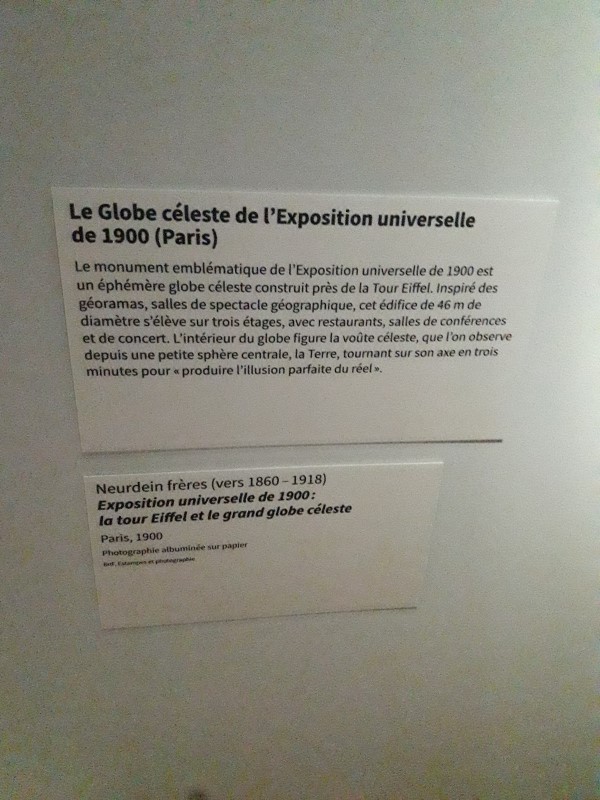 Le Globe céleste de l'Exposition universelle
de 1900 (Paris)
Le monument emblématique de l'Exposition universelle de 1900 est
un éphémère globe céleste construit près de la Tour Eiffel. Inspiré des
géoramas, salles de spectacle géographique, cet édifice de 46 m de
diamètre s'élève sur trois étages, avec restaurants, salles de conférences
et de concert. L'intérieur du globe figure la voûte céleste, que l'on observe
depuis une petite sphère centrale, la Terre, tournant sur son axe en trois
minutes pour « produire l'illusion parfaite du réel ».
Neurdein frères (vers 1860 – 1918)
Exposition universelle de 1900 :
la tour Eiffel et le grand globe céleste
Paris, 1900
Photographie albuminée sur papier
BnF, Estampes et photographie